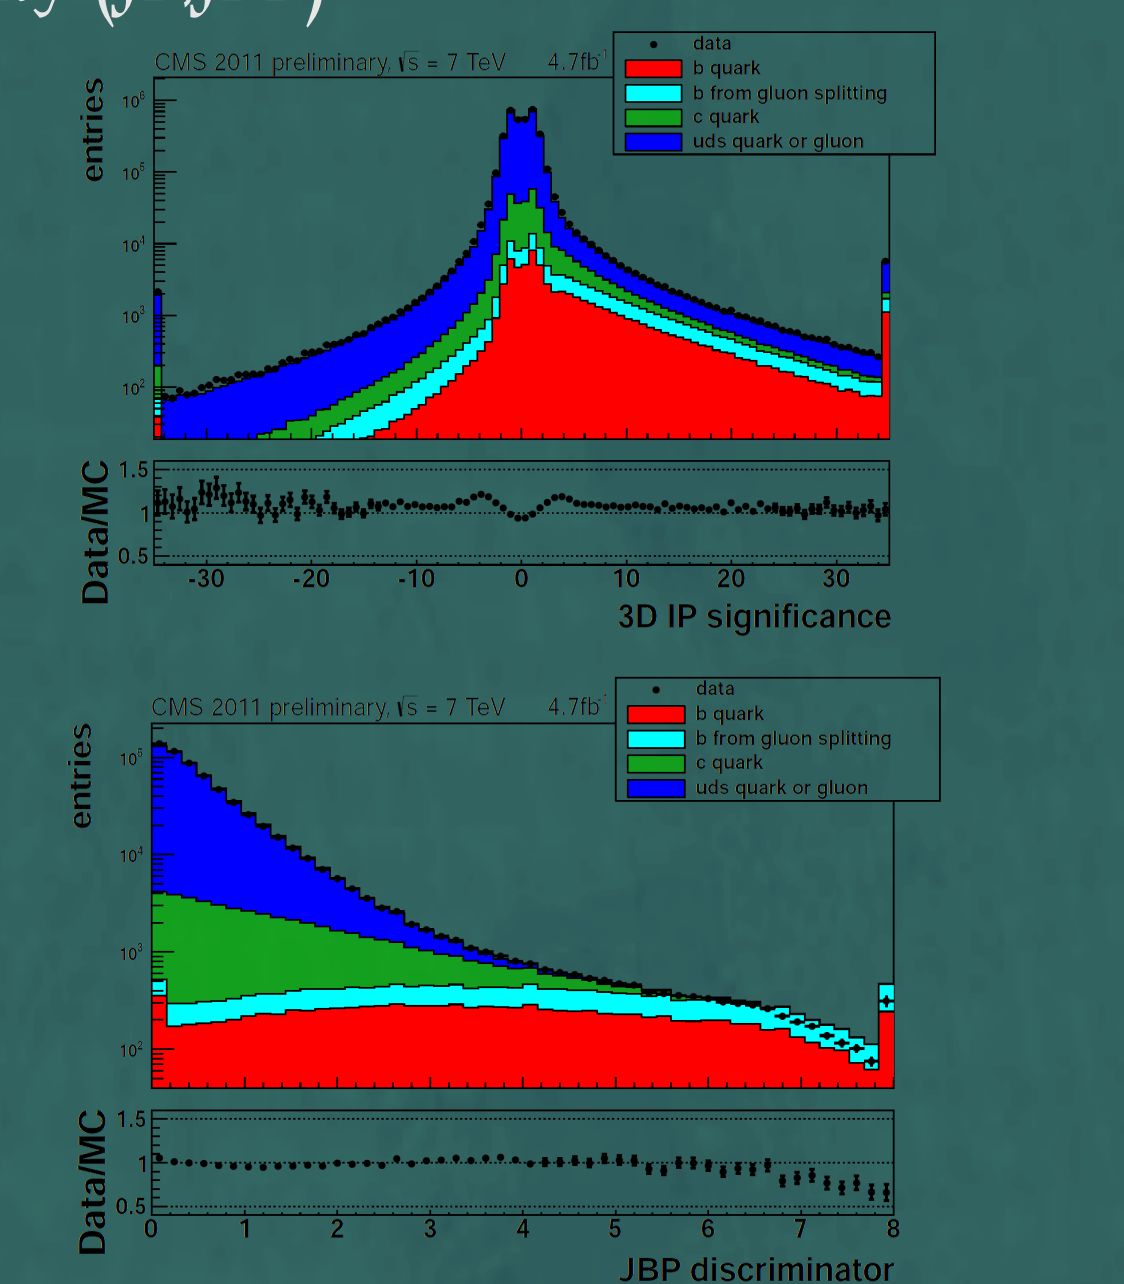 CMS 2011 preliminary, √s = 7 TeV 4.7fb⁻¹
data
b quark
b from gluon splitting
c quark
uds quark or gluon
entries
10⁶
10⁵
10⁴
10³
10²
Data/MC
1.5
1
0.5
-30 -20 -10 0 10 20 30
3D IP significance
CMS 2011 preliminary, √s = 7 TeV 4.7fb
data
b quark
b from gluon splitting
c quark
uds quark or gluon
entries
10⁵
10⁴
10³
10²
Data/MC
1.5
1
0.5
0 1 2 3 4 5 6 7 8
JBP discriminator